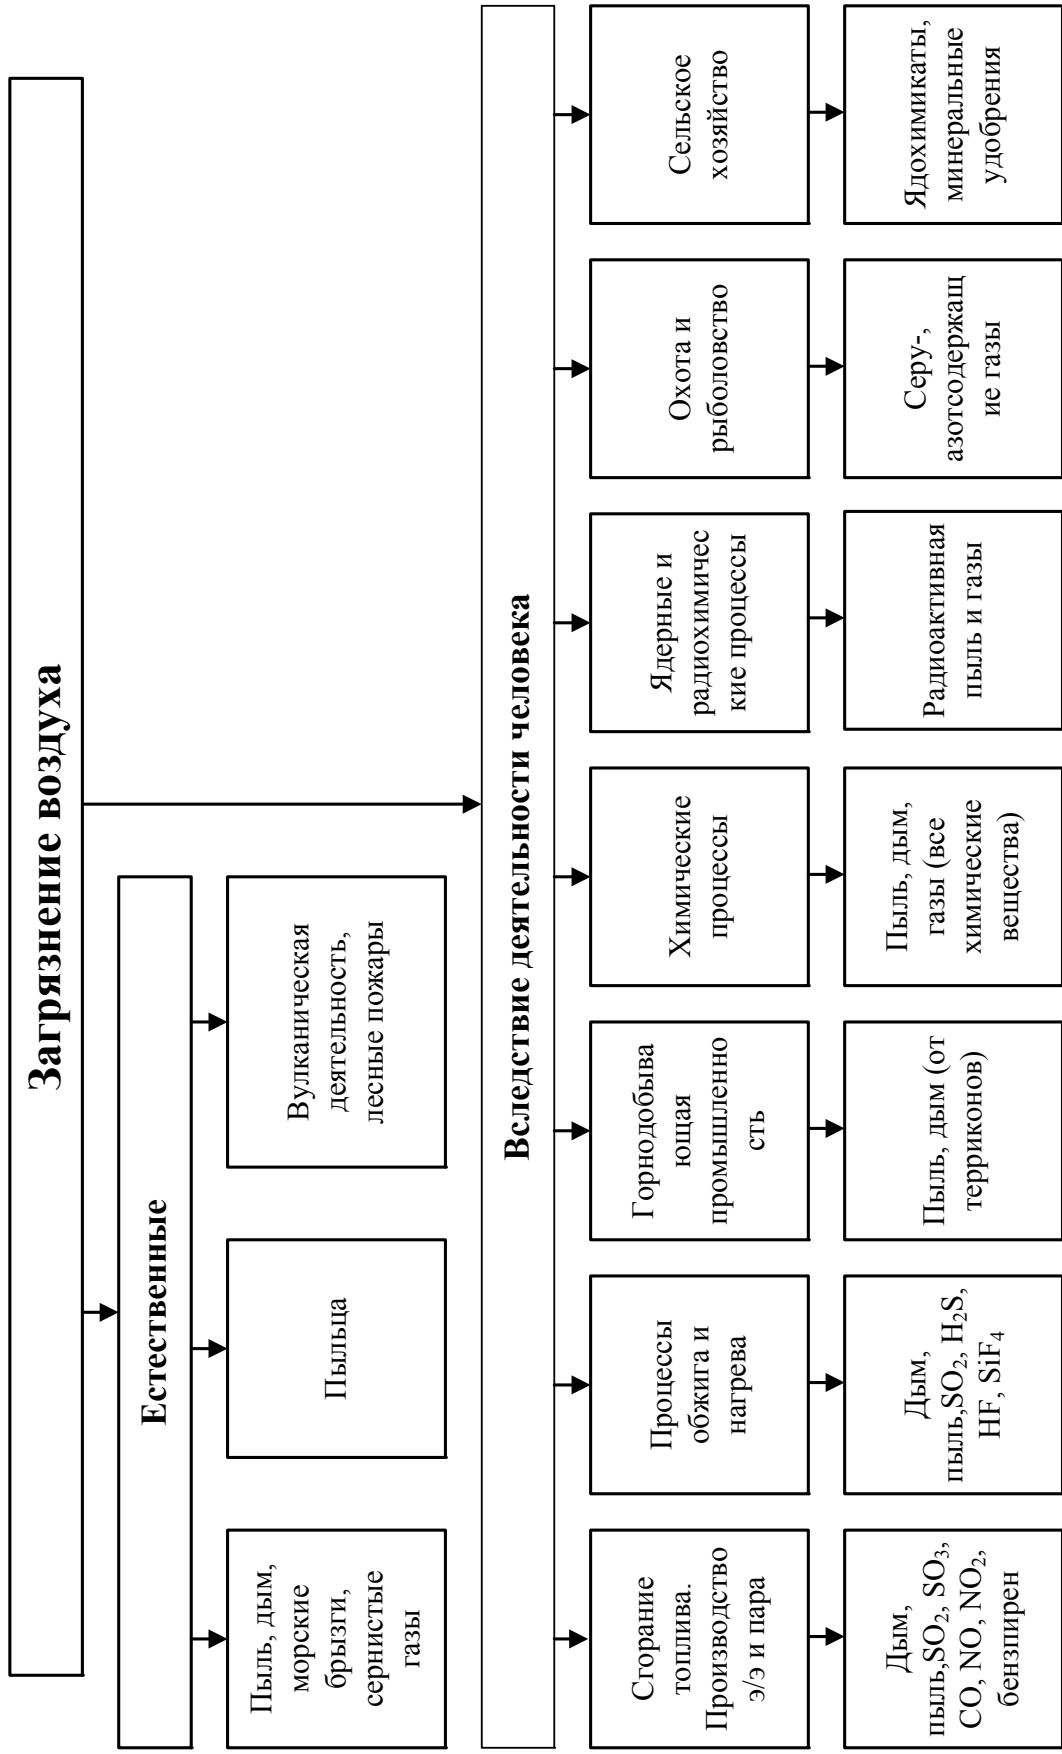 Загрязнение воздуха
Естественные
Пыль, дым,
морские
брызги,
сернистые
газы
Пыльца
Вулканическая
деятельность,
лесные пожары
Вследствие деятельности человека
Сгорание
топлива.
Производство
э/э и пара
Процессы
обжига и
нагрева
Горнодобыва
ющая
промышленно
сть
Химические
процессы
Ядерные и
радиохимичес
кие процессы
Охота и
рыболовство
Сельское
хозяйство
Дым,
пыль,SO₂, SO₃,
CO, NO, NO₂,
бензпирен
Дым,
пыль,SO₂, H₂S,
HF, SiF₄
Пыль, дым (от
терриконов)
Пыль, дым,
газы (все
химические
вещества)
Радиоактивная
пыль и газы
Серу-,
азотсодержащ
ие газы
Ядохимикаты,
минеральные
удобрения